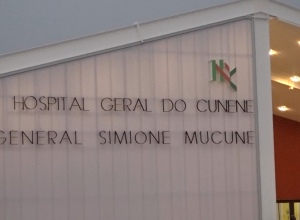 HOSPITAL GERAL DO CUNENE
GENERAL SIMIONE MUCUNE